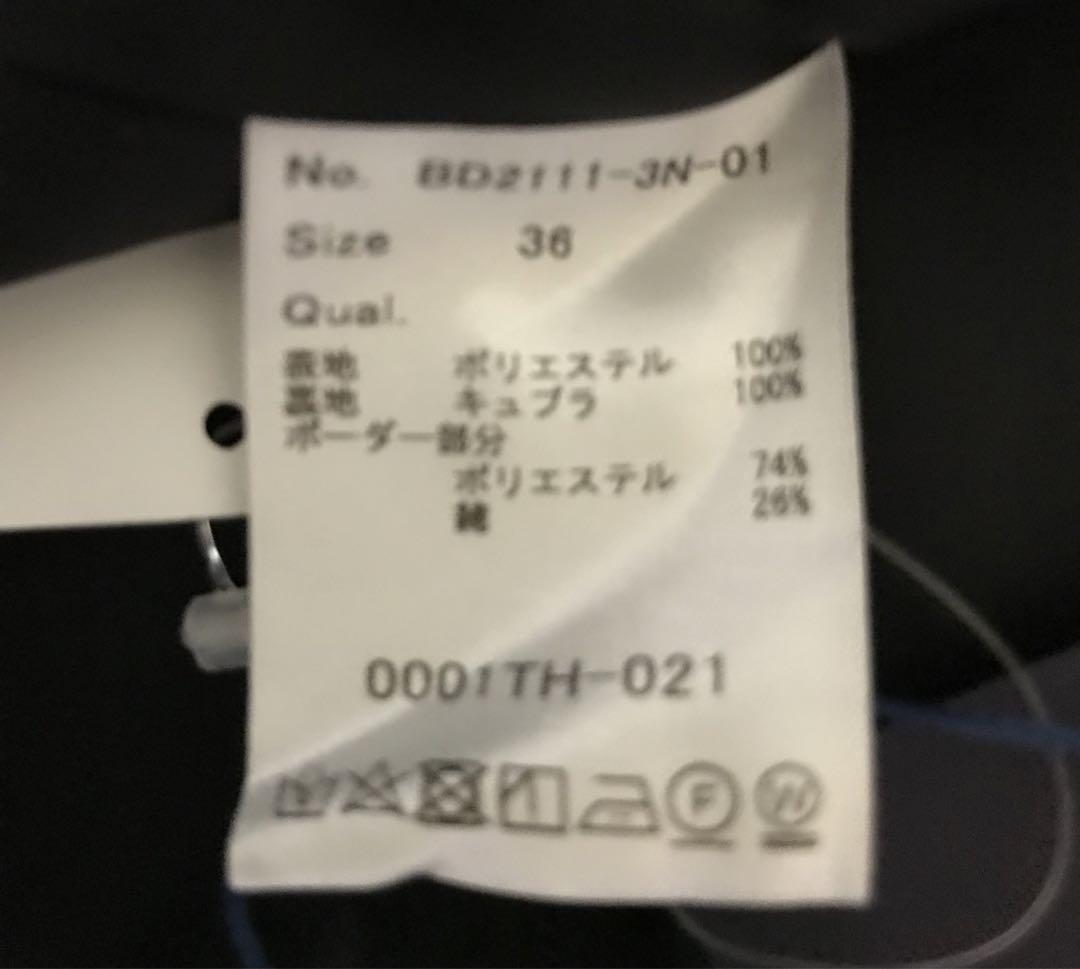 No. BD2111-3N-01
Size 36
Qual.
表地 ポリエステル 100%
裏地 キュプラ 100%
ボーダー部分
ポリエステル 74%
綿 26%
0001TH-021
F
W